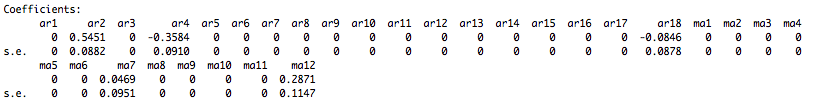 Coefficients:
ar1 ar2 ar3 ar4 ar5 ar6 ar7 ar8 ar9 ar10 ar11 ar12 ar13 ar14 ar15 ar16 ar17 ar18 ma1 ma2 ma3 ma4
0 0.5451 0 -0.3584 0 0 0 0 0 0 0 0 0 0 0 0 0 -0.0846 0 0 0 0
s.e. 0 0.0882 0 0.0910 0 0 0 0 0 0 0 0 0 0 0 0 0 0.0878 0 0 0 0
ma5 ma6 ma7 ma8 ma9 ma10 ma11 ma12
0 0 0.0469 0 0 0 0 0.2871
s.e. 0 0 0.0951 0 0 0 0 0.1147